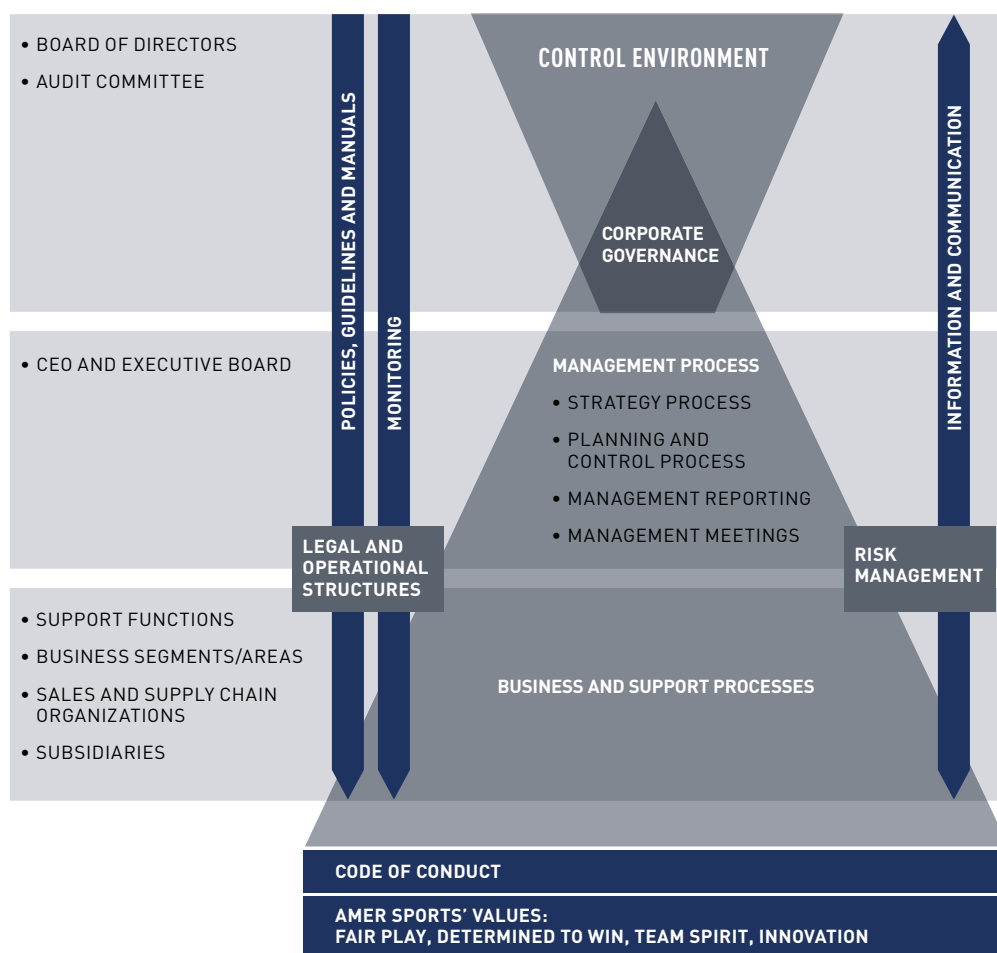 • BOARD OF DIRECTORS
• AUDIT COMMITTEE
POLICIES, GUIDELINES AND MANUALS
MONITORING
CONTROL ENVIRONMENT
CORPORATE
GOVERNANCE
INFORMATION AND COMMUNICATION
• CEO AND EXECUTIVE BOARD
MANAGEMENT PROCESS
• STRATEGY PROCESS
• PLANNING AND
CONTROL PROCESS
• MANAGEMENT REPORTING
• MANAGEMENT MEETINGS
LEGAL AND
OPERATIONAL
STRUCTURES
RISK
MANAGEMENT
• SUPPORT FUNCTIONS
• BUSINESS SEGMENTS/AREAS
• SALES AND SUPPLY CHAIN
ORGANIZATIONS
• SUBSIDIARIES
BUSINESS AND SUPPORT PROCESSES
CODE OF CONDUCT
AMER SPORTS’ VALUES:
FAIR PLAY, DETERMINED TO WIN, TEAM SPIRIT, INNOVATION